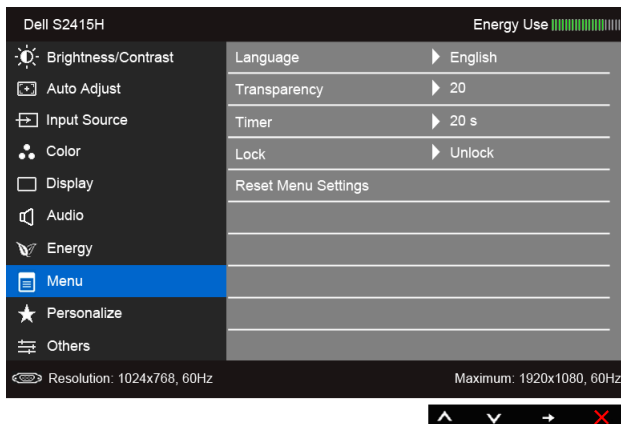 Dell S2415H Energy Use
Brightness/Contrast Language English
Auto Adjust Transparency 20
Input Source Timer 20 s
Color Lock Unlock
Display Reset Menu Settings
Audio
Energy
Menu
Personalize
Others
Resolution: 1024x768, 60Hz Maximum: 1920x1080, 60Hz